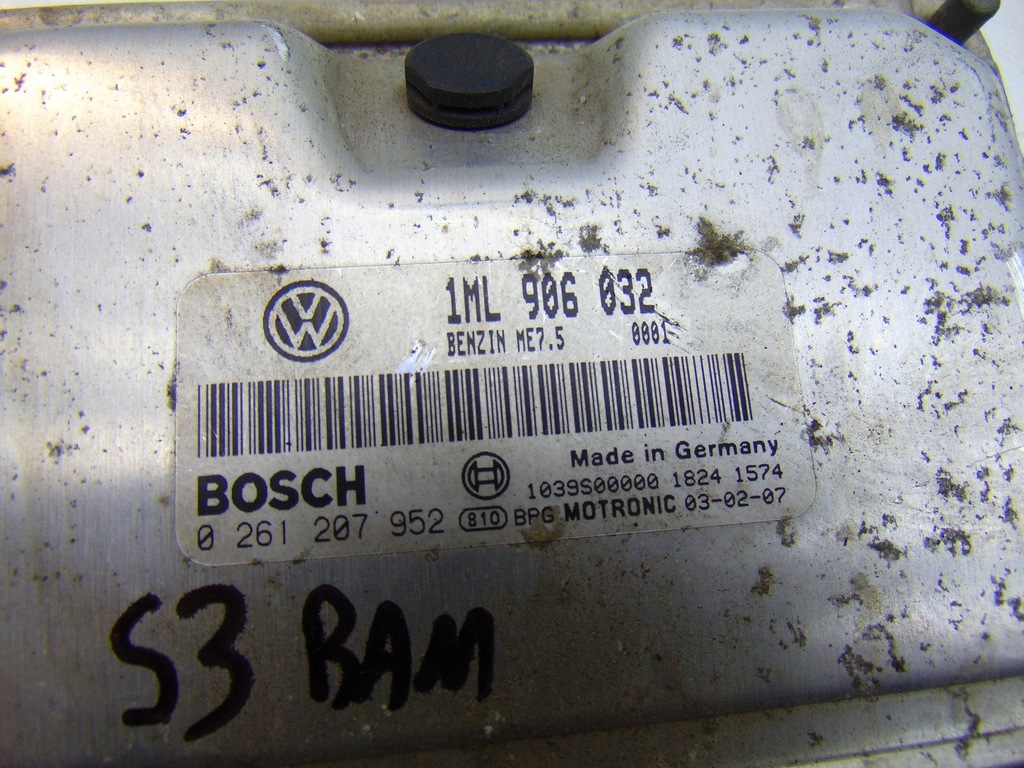 1ML 906 032
BENZIN ME7.5 0001
Made in Germany
BOSCH
1039S00000 1824 1574
0 261 207 952 810 BPG MOTRONIC 03-02-07
S3 BAM